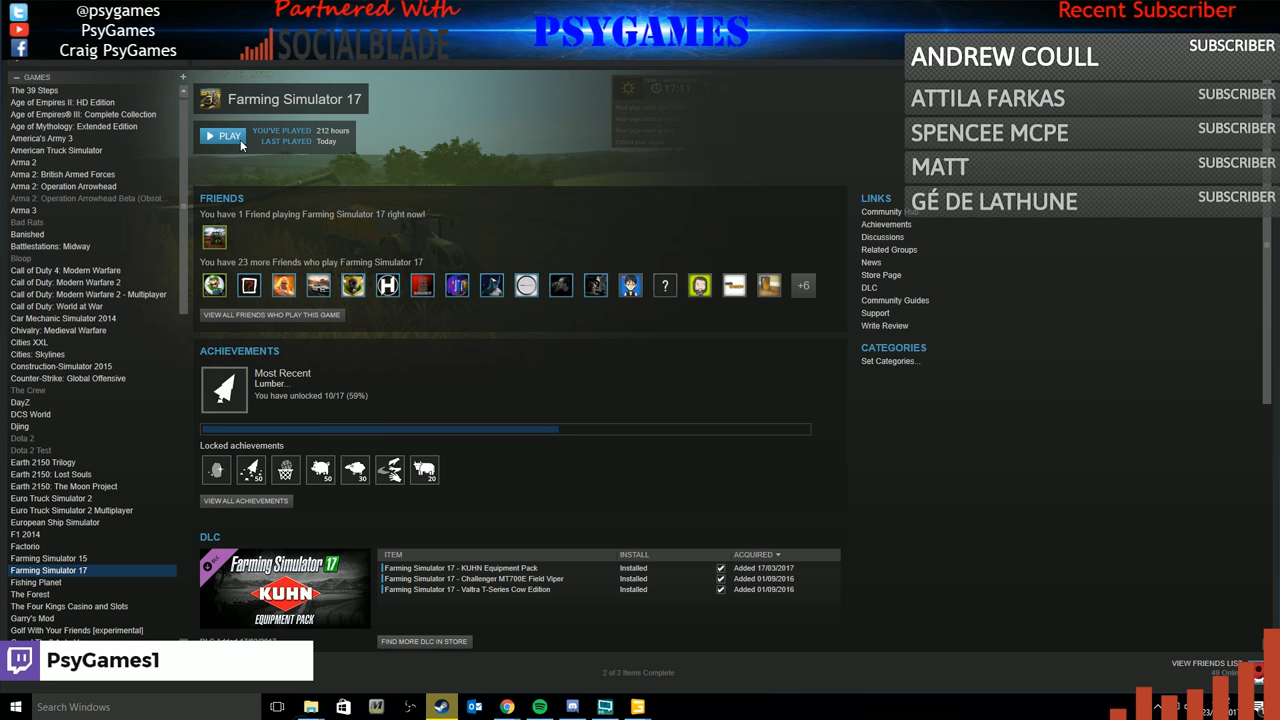 @psygames
PsyGames
Craig PsyGames
Partnered With
SOCIALBLADE
PSYGAMES
Recent Subscriber
ANDREW COULL SUBSCRIBER
ATTILA FARKAS SUBSCRIBER
SPENCEE MCPE SUBSCRIBER
MATT SUBSCRIBER
GÉ DE LATHUNE SUBSCRIBER
— GAMES +
The 39 Steps
Age of Empires II: HD Edition
Age of Empires® III: Complete Collection
Age of Mythology: Extended Edition
America's Army 3
American Truck Simulator
Arma 2
Arma 2: British Armed Forces
Arma 2: Operation Arrowhead
Arma 2: Operation Arrowhead Beta (Obsol...
Arma 3
Bad Rats
Banished
Battlestations: Midway
Bloop
Call of Duty 4: Modern Warfare
Call of Duty: Modern Warfare 2
Call of Duty: Modern Warfare 2 - Multiplayer
Call of Duty: World at War
Car Mechanic Simulator 2014
Chivalry: Medieval Warfare
Cities XXL
Cities: Skylines
Construction-Simulator 2015
Counter-Strike: Global Offensive
The Crew
DayZ
DCS World
Djing
Dota 2
Dota 2 Test
Earth 2150 Trilogy
Earth 2150: Lost Souls
Earth 2150: The Moon Project
Euro Truck Simulator 2
Euro Truck Simulator 2 Multiplayer
European Ship Simulator
F1 2014
Factorio
Farming Simulator 15
Farming Simulator 17
Fishing Planet
The Forest
The Four Kings Casino and Slots
Garry's Mod
Golf With Your Friends [experimental]
Farming Simulator 17
PLAY
YOU'VE PLAYED 212 hours
LAST PLAYED Today
17:11
FRIENDS
You have 1 Friend playing Farming Simulator 17 right now!
You have 23 more Friends who play Farming Simulator 17
?
+6
VIEW ALL FRIENDS WHO PLAY THIS GAME
ACHIEVEMENTS
Most Recent
Lumber...
You have unlocked 10/17 (59%)
Locked achievements
50
50
30
20
VIEW ALL ACHIEVEMENTS
DLC
DLC
Farming Simulator 17
KUHN
EQUIPMENT PACK
ITEM INSTALL ACQUIRED
Farming Simulator 17 - KUHN Equipment Pack Installed Added 17/03/2017
Farming Simulator 17 - Challenger MT700E Field Viper Installed Added 01/09/2016
Farming Simulator 17 - Valtra T-Series Cow Edition Installed Added 01/09/2016
FIND MORE DLC IN STORE
LINKS
Community Hub
Achievements
Discussions
Related Groups
News
Store Page
DLC
Community Guides
Support
Write Review
CATEGORIES
Set Categories...
PsyGames1
2 of 2 Items Complete
VIEW FRIENDS LIST
49 Online
Search Windows